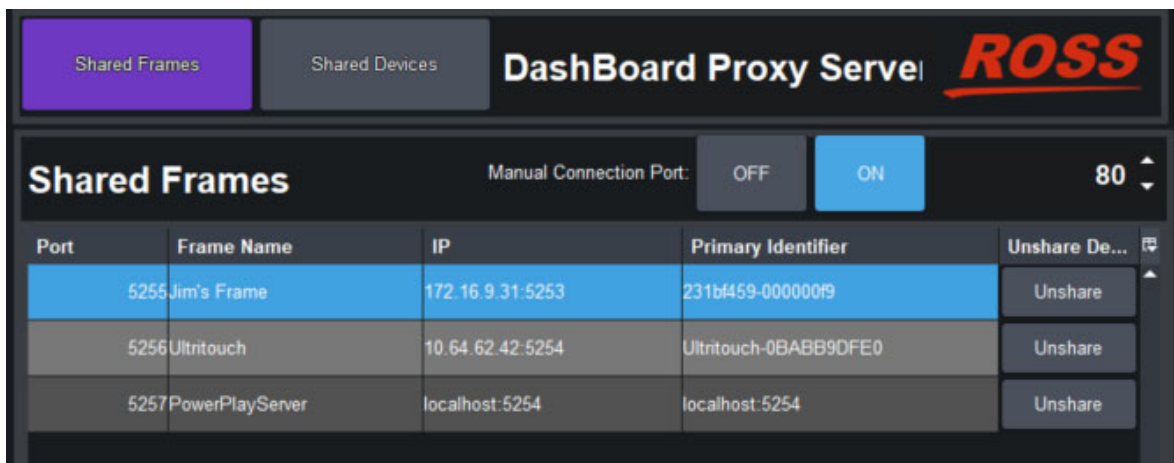 Shared Frames Shared Devices DashBoard Proxy Server ROSS
Shared Frames Manual Connection Port: OFF ON 80
Port Frame Name IP Primary Identifier Unshare De...
5255 Jim's Frame 172.16.9.31:5253 231bf459-000000f9 Unshare
5256 Ultritouch 10.64.62.42:5254 Ultritouch-0BABB9DFE0 Unshare
5257 PowerPlayServer localhost:5254 localhost:5254 Unshare